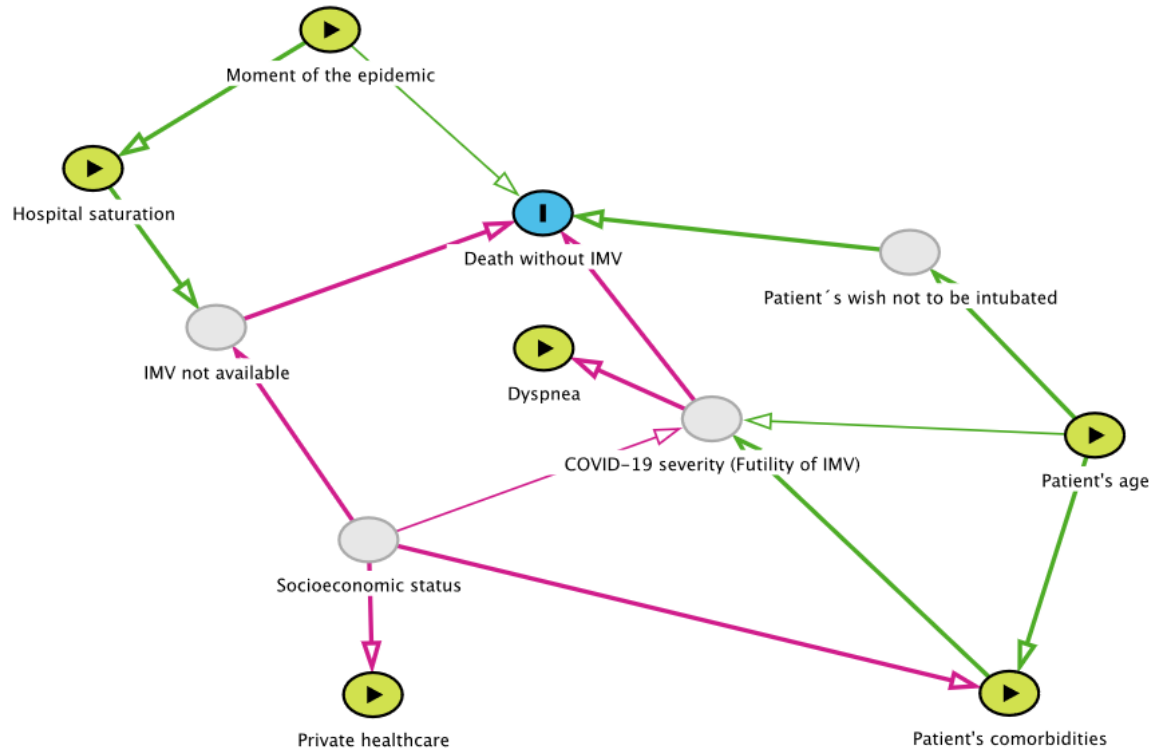 Moment of the epidemic
Hospital saturation
Death without IMV
Patient´s wish not to be intubated
IMV not available
Dyspnea
COVID-19 severity (Futility of IMV)
Patient's age
Socioeconomic status
Private healthcare
Patient's comorbidities